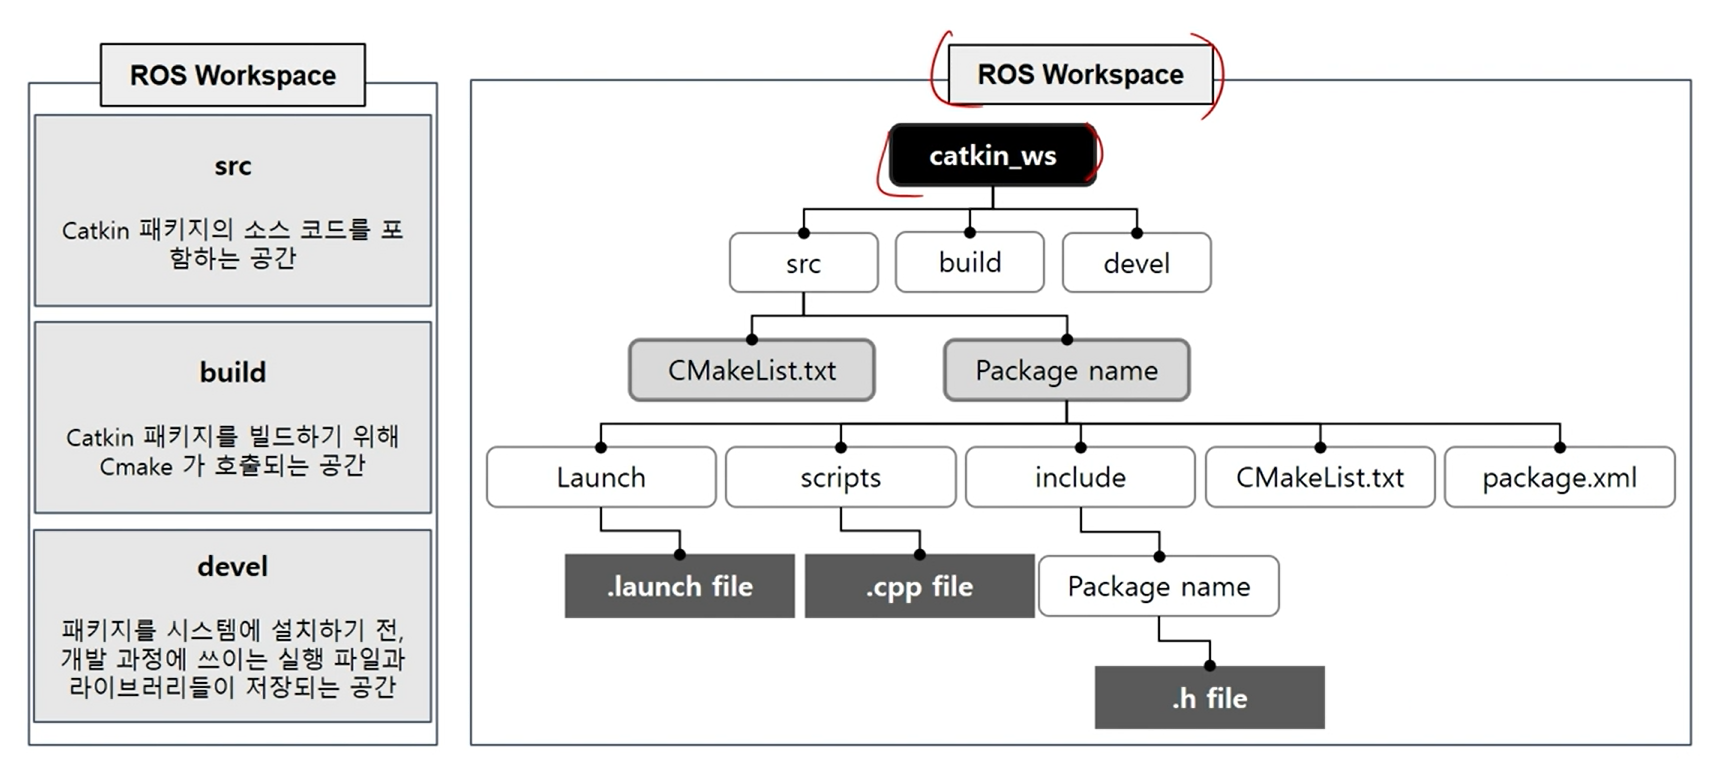 ROS Workspace
src
Catkin 패키지의 소스 코드를 포
함하는 공간
build
Catkin 패키지를 빌드하기 위해
Cmake 가 호출되는 공간
devel
패키지를 시스템에 설치하기 전,
개발 과정에 쓰이는 실행 파일과
라이브러리들이 저장되는 공간
ROS Workspace
catkin_ws
src
build
devel
CMakeList.txt
Package name
Launch
scripts
include
CMakeList.txt
package.xml
.launch file
.cpp file
Package name
.h file